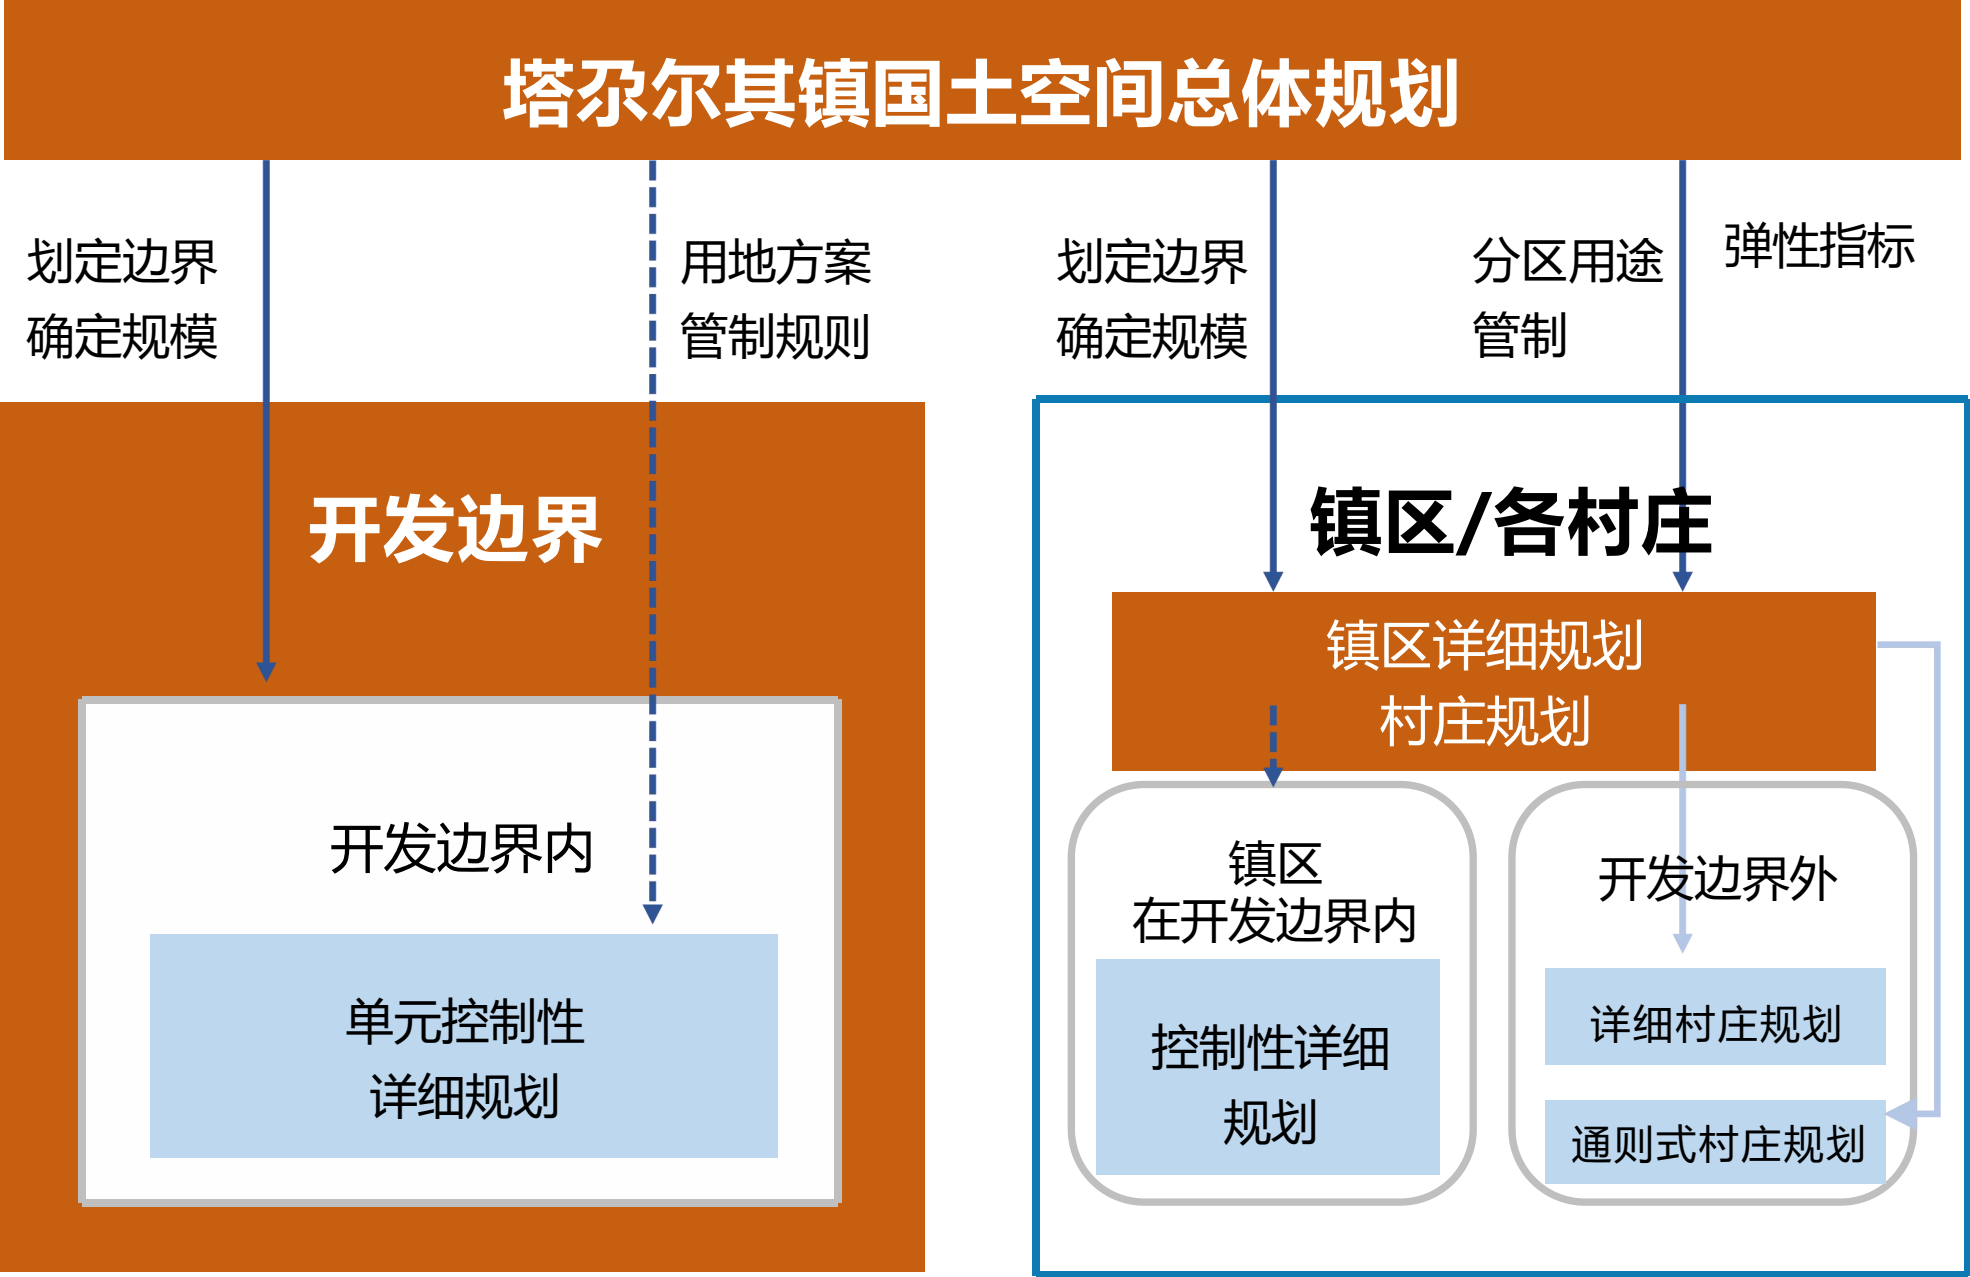 塔尕尔其镇国土空间总体规划
划定边界
确定规模
用地方案
管制规则
划定边界
确定规模
分区用途
管制
弹性指标
开发边界
开发边界内
单元控制性
详细规划
镇区/各村庄
镇区详细规划
村庄规划
镇区
在开发边界内
控制性详细
规划
开发边界外
详细村庄规划
通则式村庄规划